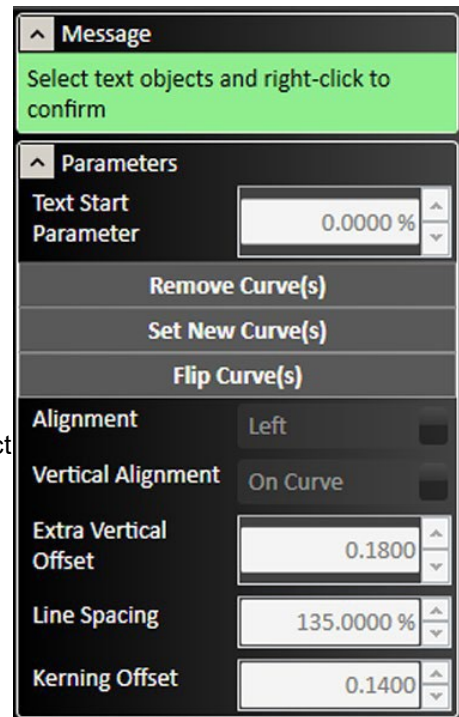 Message
Select text objects and right-click to
confirm
Parameters
Text Start
Parameter
0.0000 %
Remove Curve(s)
Set New Curve(s)
Flip Curve(s)
Alignment
Left
ct
Vertical Alignment
On Curve
Extra Vertical
Offset
0.1800
Line Spacing
135.0000 %
Kerning Offset
0.1400